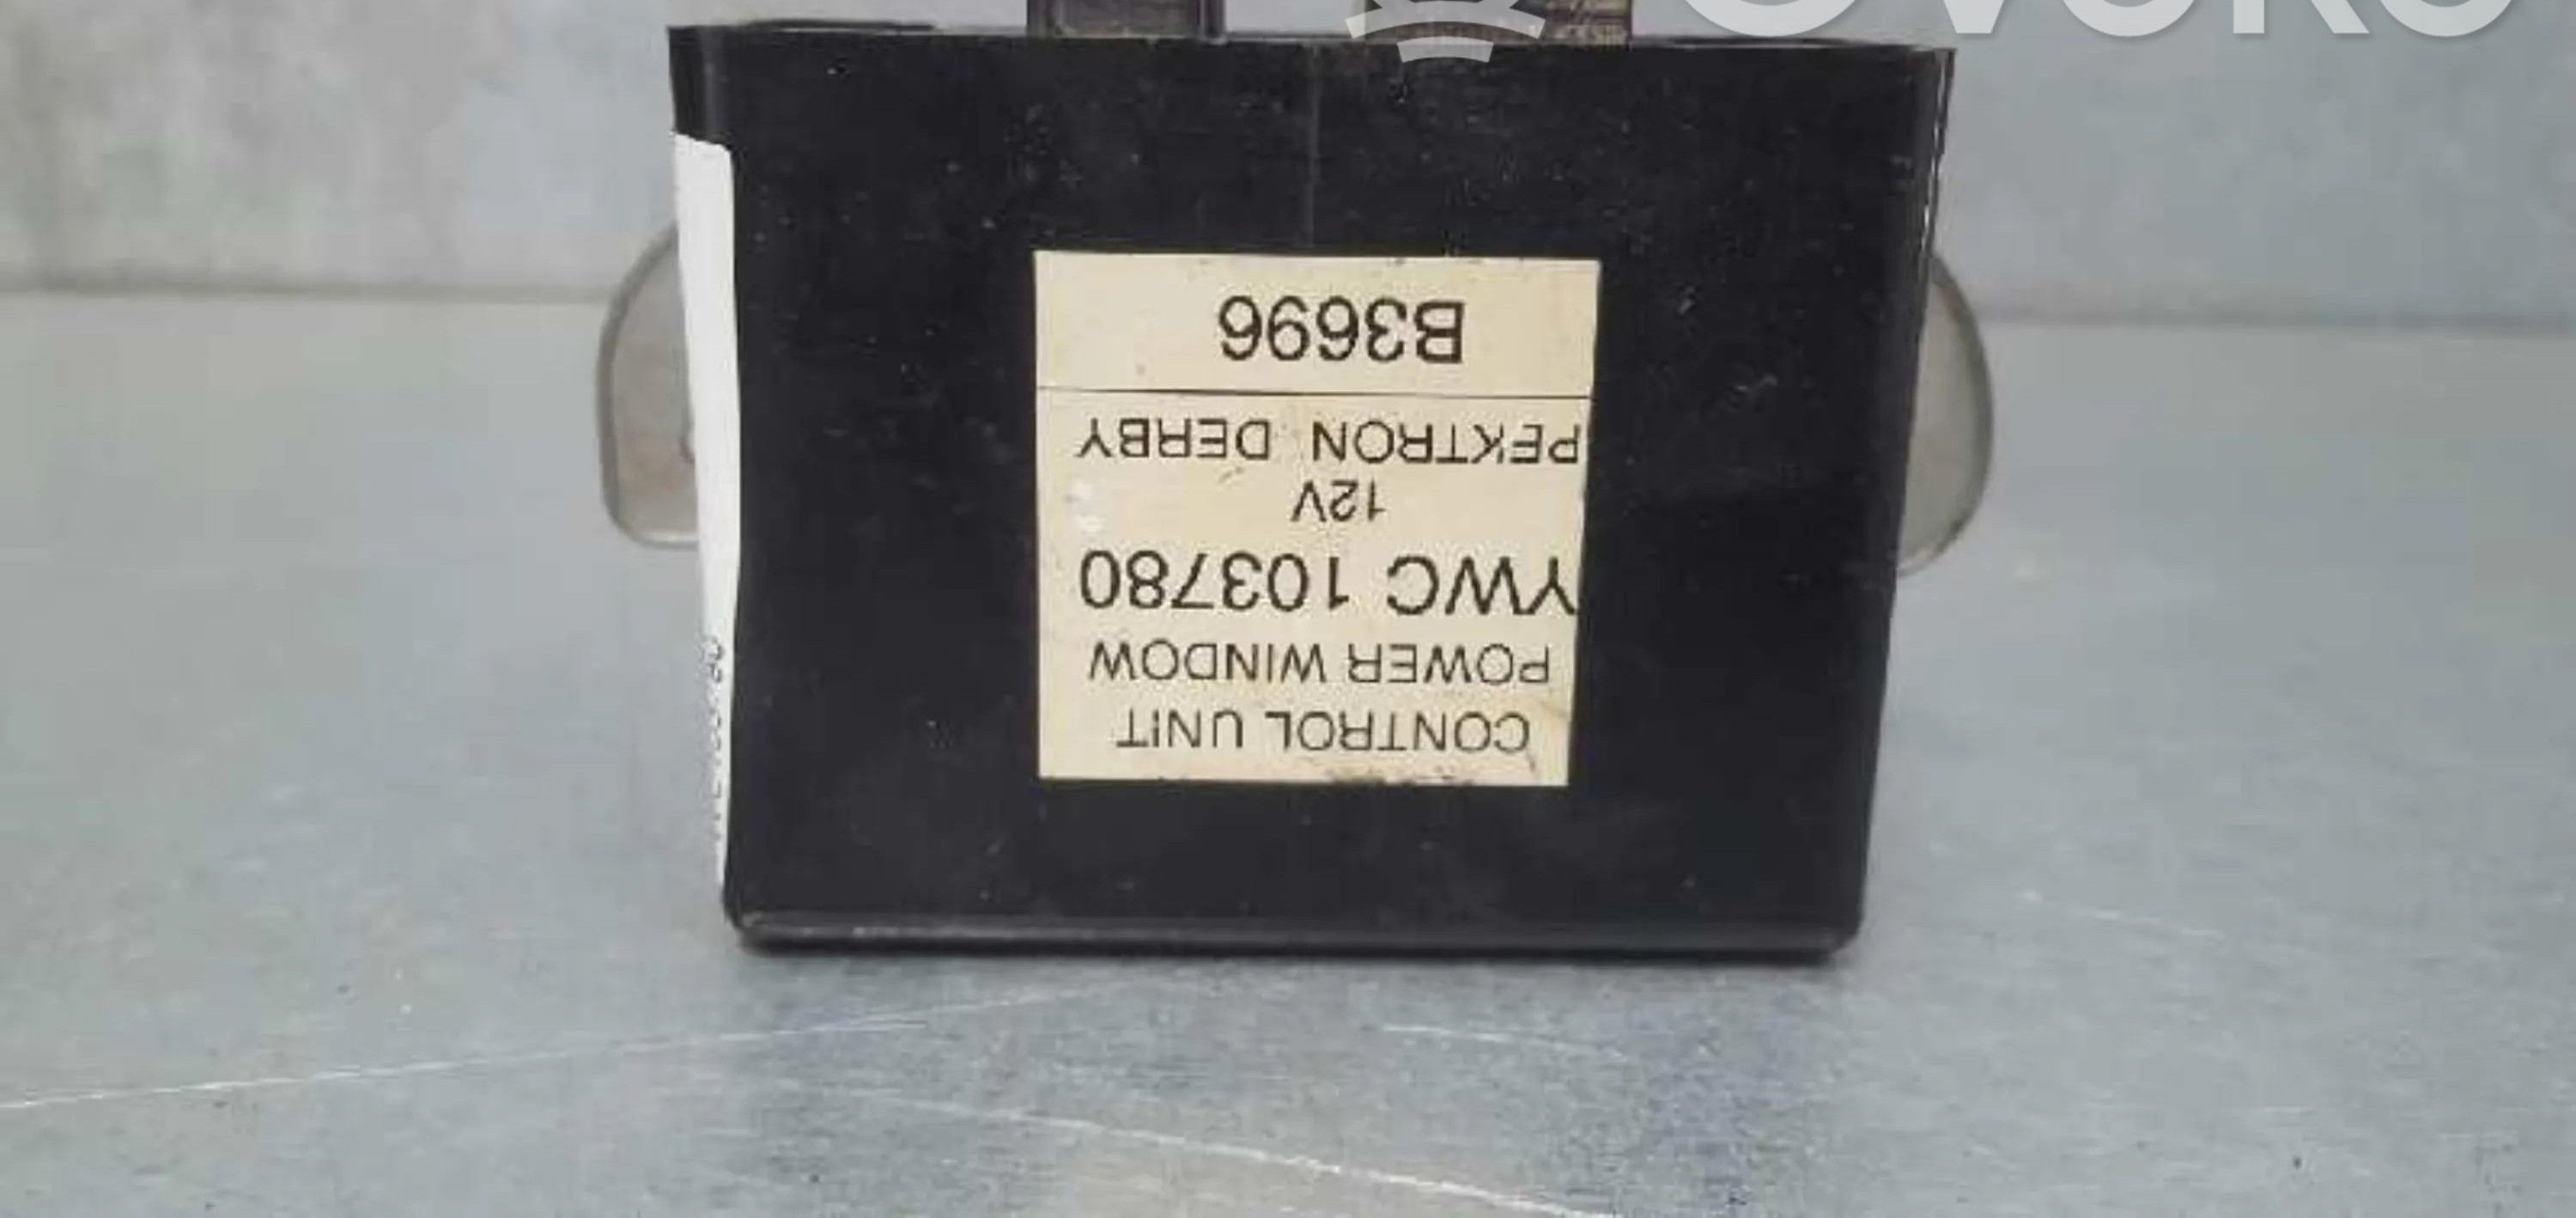 CONTROL UNIT
POWER WINDOW
YWC 103780
12V
PEKTRON DERBY
B3696